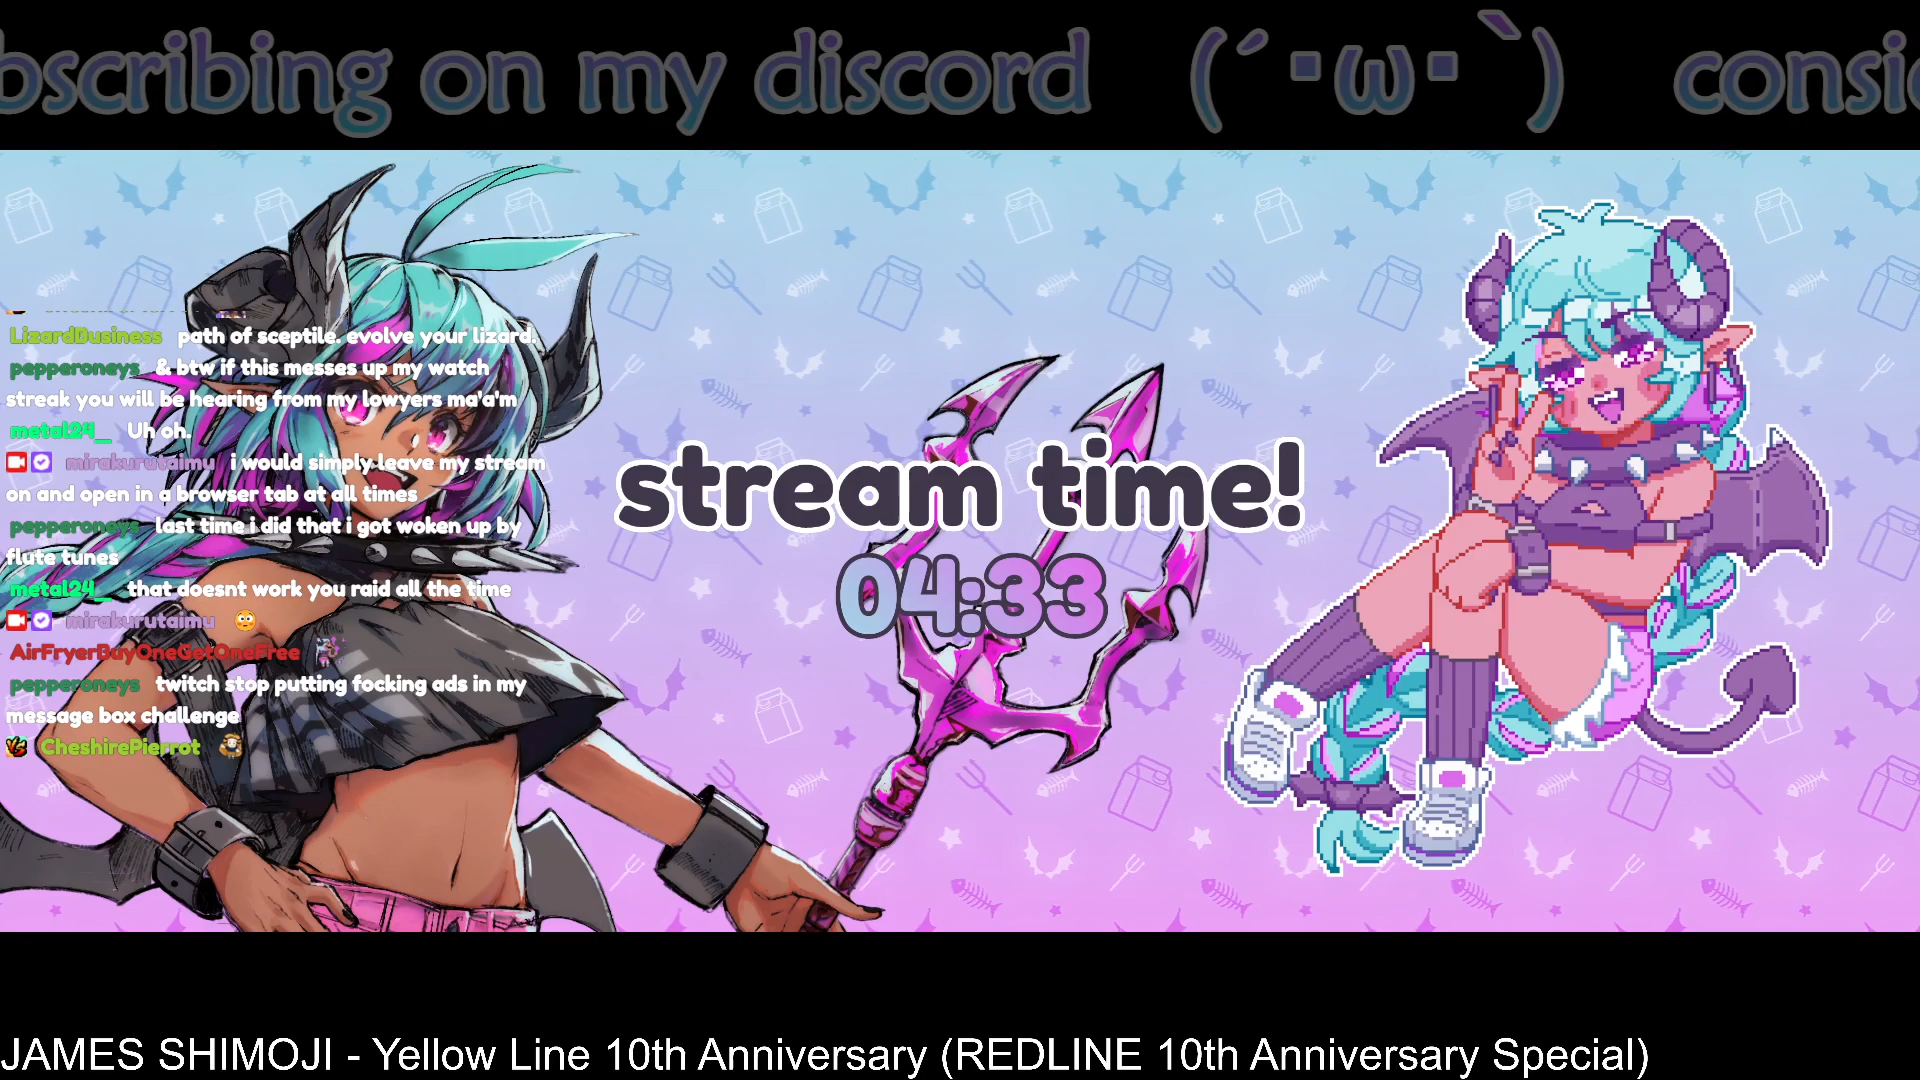 bscribing on my discord (´･ω･`) consi
LizardBusiness path of sceptile. evolve your lizard.
pepperoneys & btw if this messes up my watch
streak you will be hearing from my lowyers ma'a'm
metal24__ Uh oh.
mirakurutaimu i would simply leave my stream
on and open in a browser tab at all times
pepperoneys last time i did that i got woken up by
flute tunes
metal24__ that doesnt work you raid all the time
mirakurutaimu 😳
AirFryerBuyOneGetOneFree
pepperoneys twitch stop putting focking ads in my
message box challenge
CheshirePierrot
stream time!
04:33
JAMES SHIMOJI - Yellow Line 10th Anniversary (REDLINE 10th Anniversary Special)